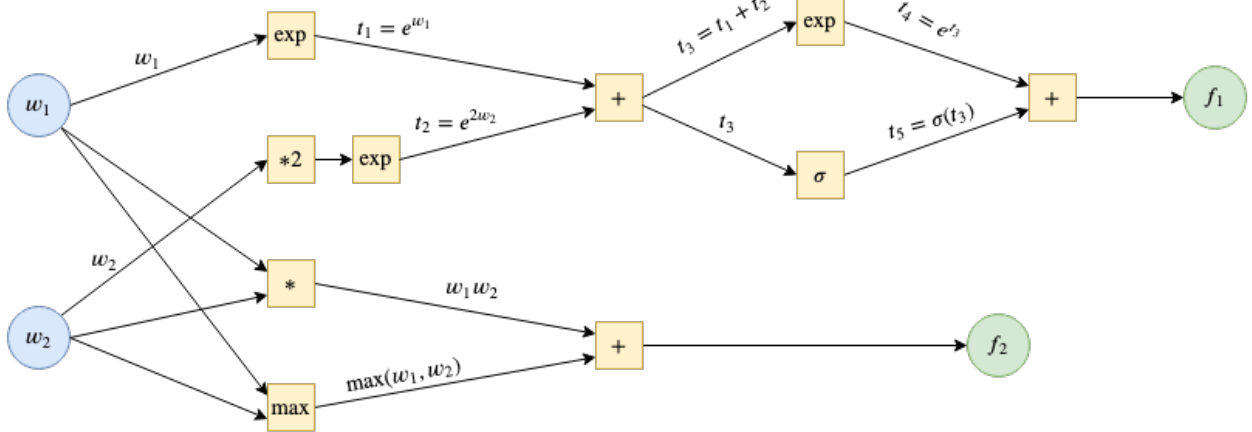 w₁
w₁
exp
t₁ = e^{w₁}
t₃ = t₁ + t₂
exp
t₄ = e^{t₃}
+
t₂ = e^{2w₂}
∗2
exp
t₃
σ
t₅ = σ(t₃)
+
f₁
w₂
w₂
∗
w₁w₂
max
max(w₁, w₂)
+
f₂